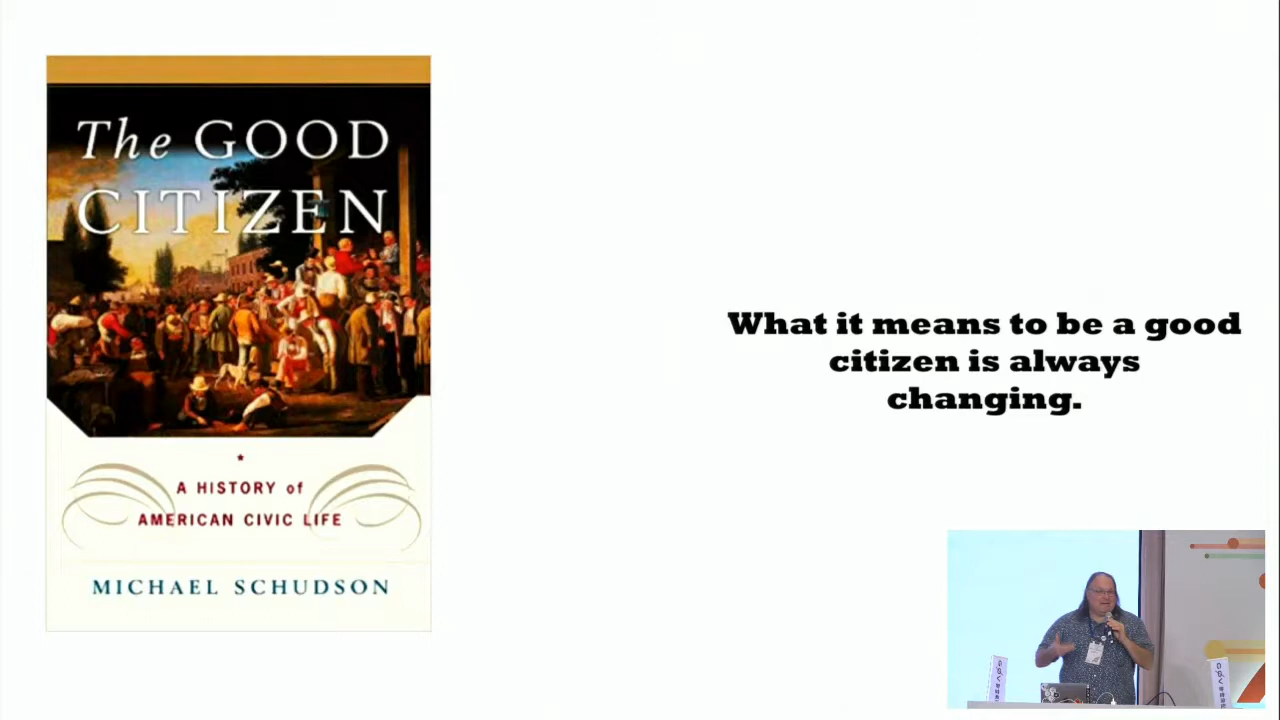 The GOOD
CITIZEN
A HISTORY of
AMERICAN CIVIC LIFE
MICHAEL SCHUDSON
What it means to be a good
citizen is always
changing.